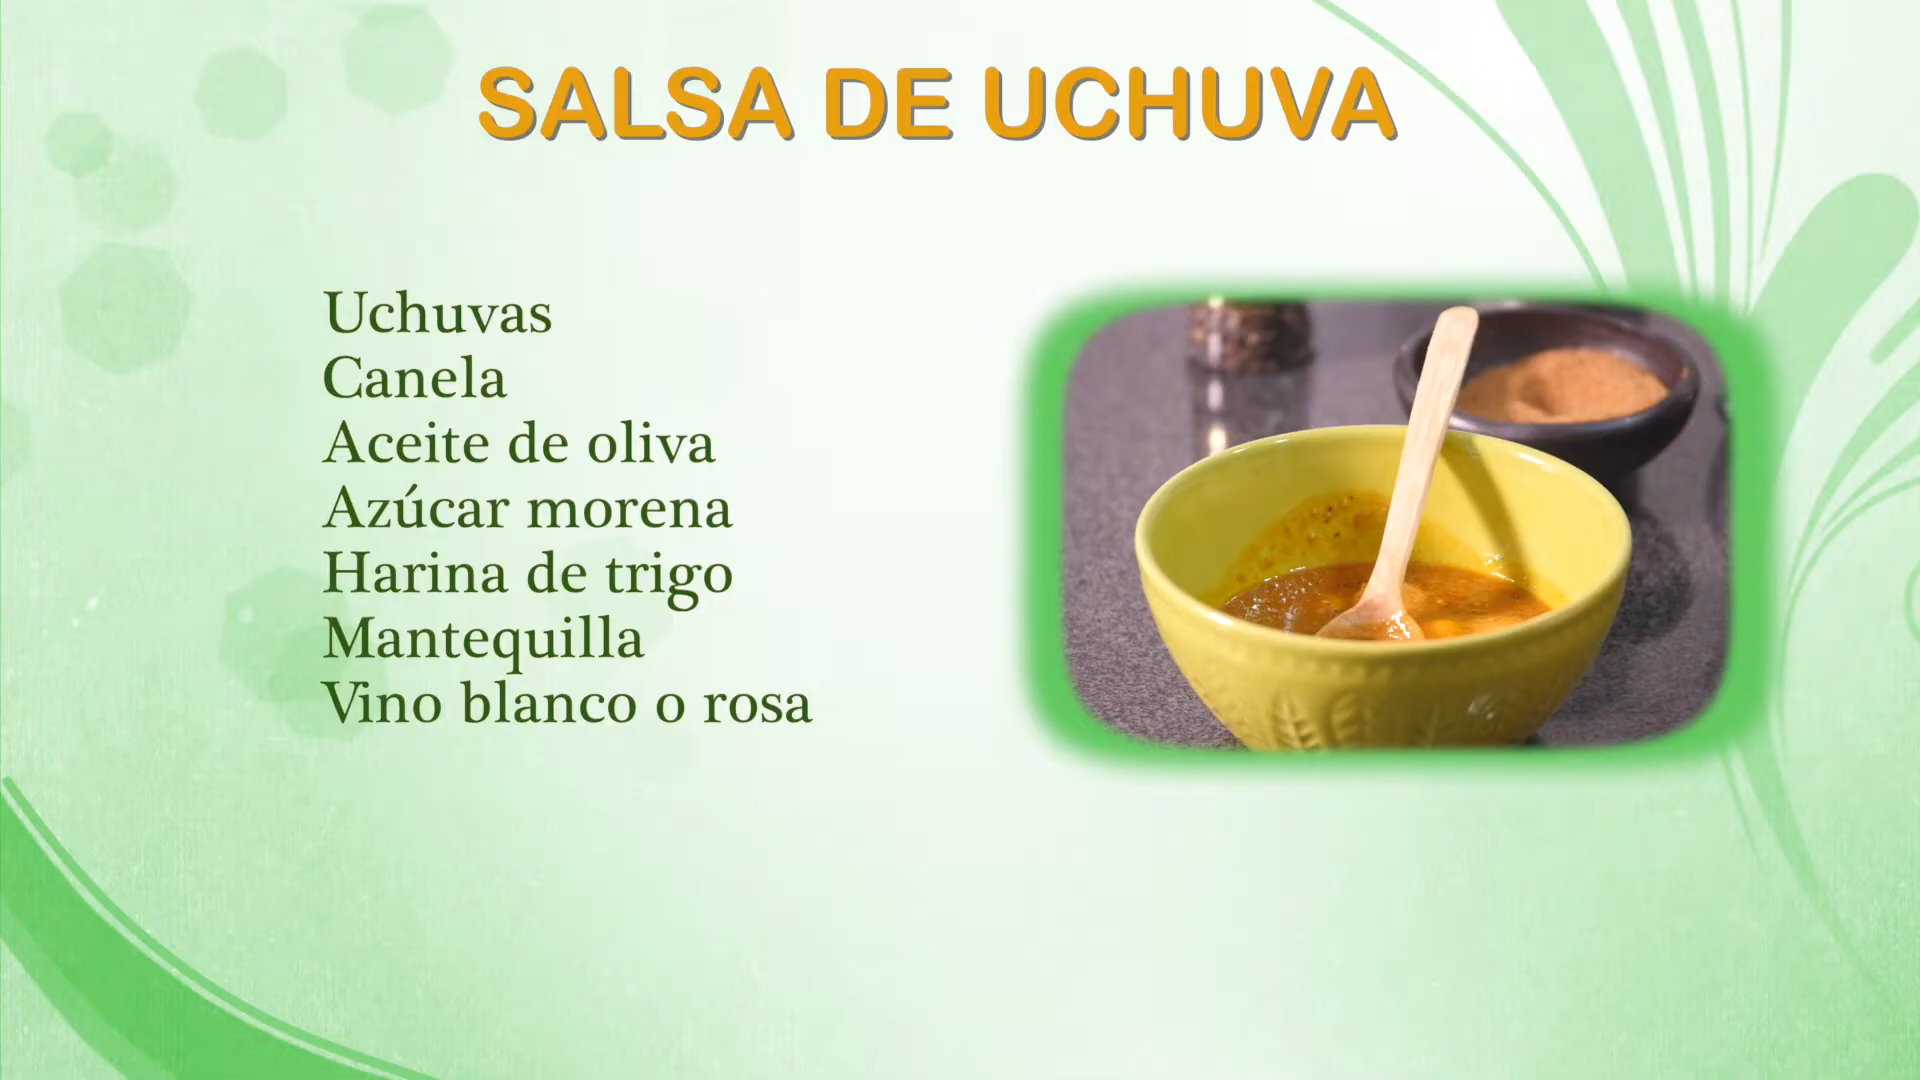 SALSA DE UCHUVA
Uchuvas
Canela
Aceite de oliva
Azúcar morena
Harina de trigo
Mantequilla
Vino blanco o rosa